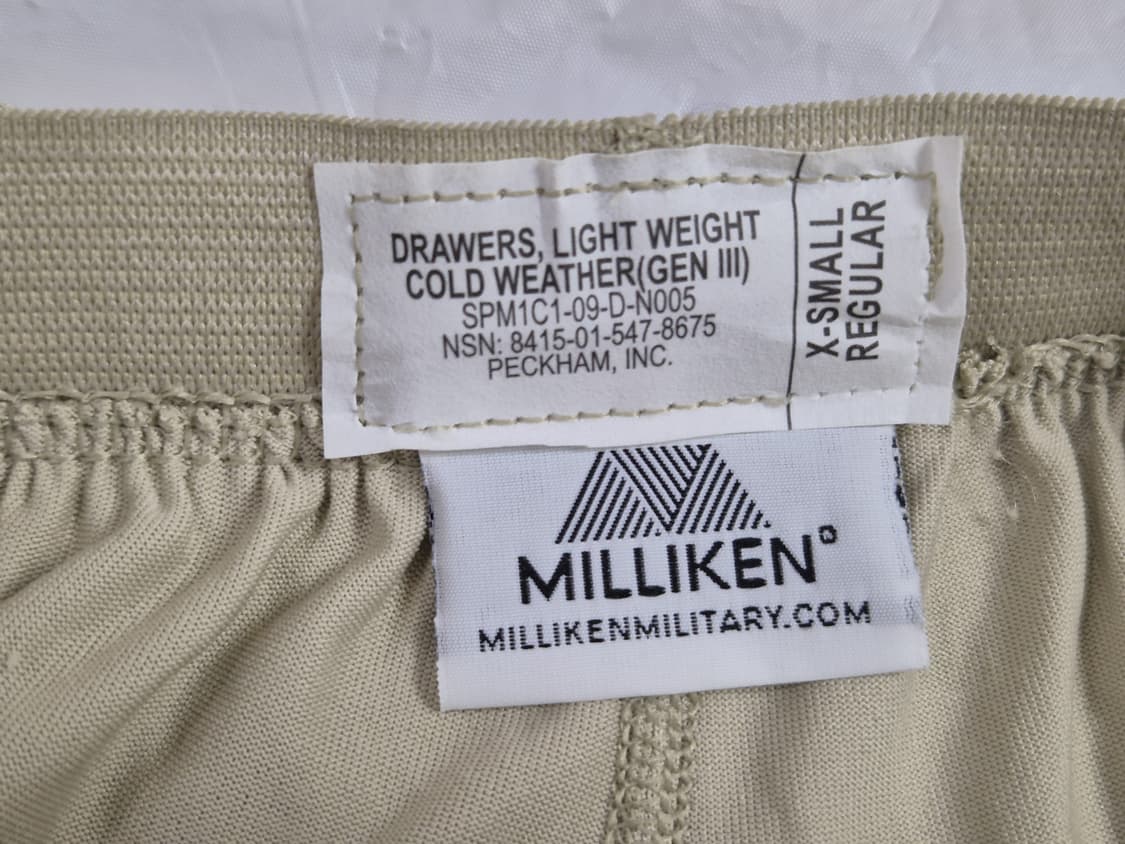 DRAWERS, LIGHT WEIGHT
COLD WEATHER(GEN III)
SPM1C1-09-D-N005
NSN: 8415-01-547-8675
PECKHAM, INC.
X-SMALL
REGULAR
MILLIKEN®
MILLIKENMILITARY.COM